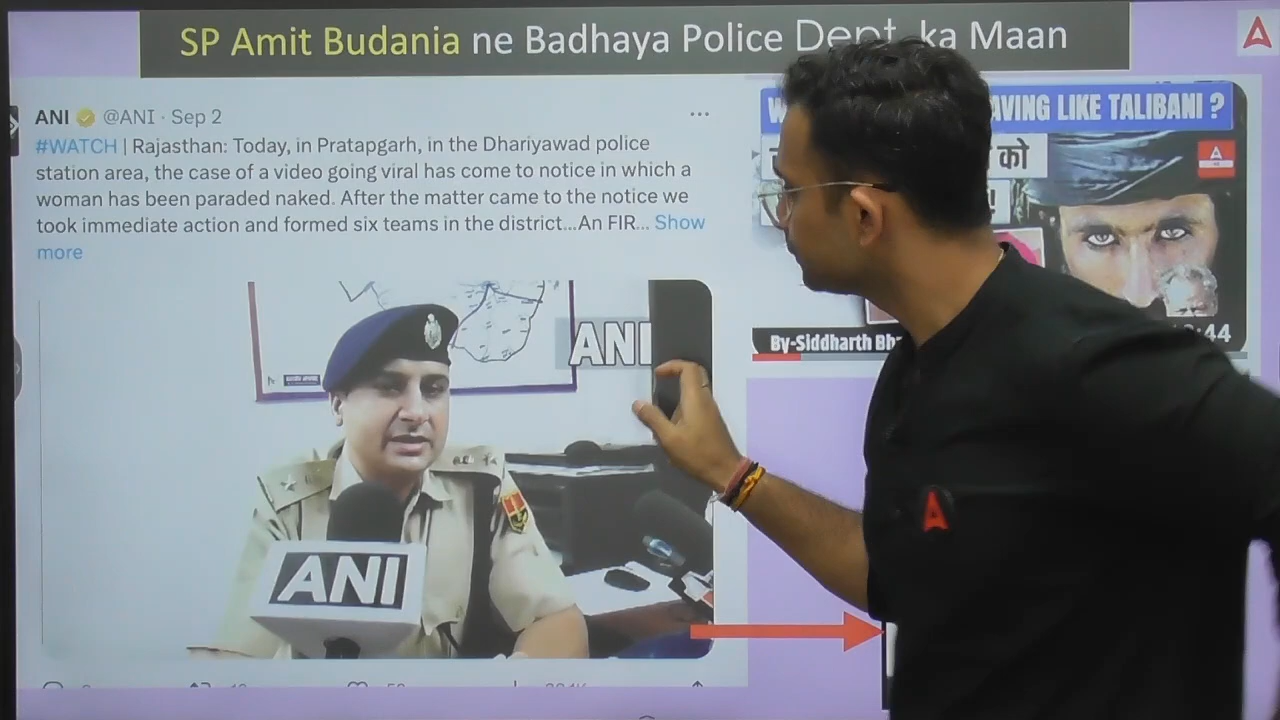 SP Amit Budania ne Badhaya Police Dept. ka Maan
ANI @ANI · Sep 2
#WATCH | Rajasthan: Today, in Pratapgarh, in the Dhariyawad police
station area, the case of a video going viral has come to notice in which a
woman has been paraded naked. After the matter came to the notice we
took immediate action and formed six teams in the district...An FIR... Show
more
ANI
ANI
AVING LIKE TALIBANI ?
को
By-Siddharth
:44